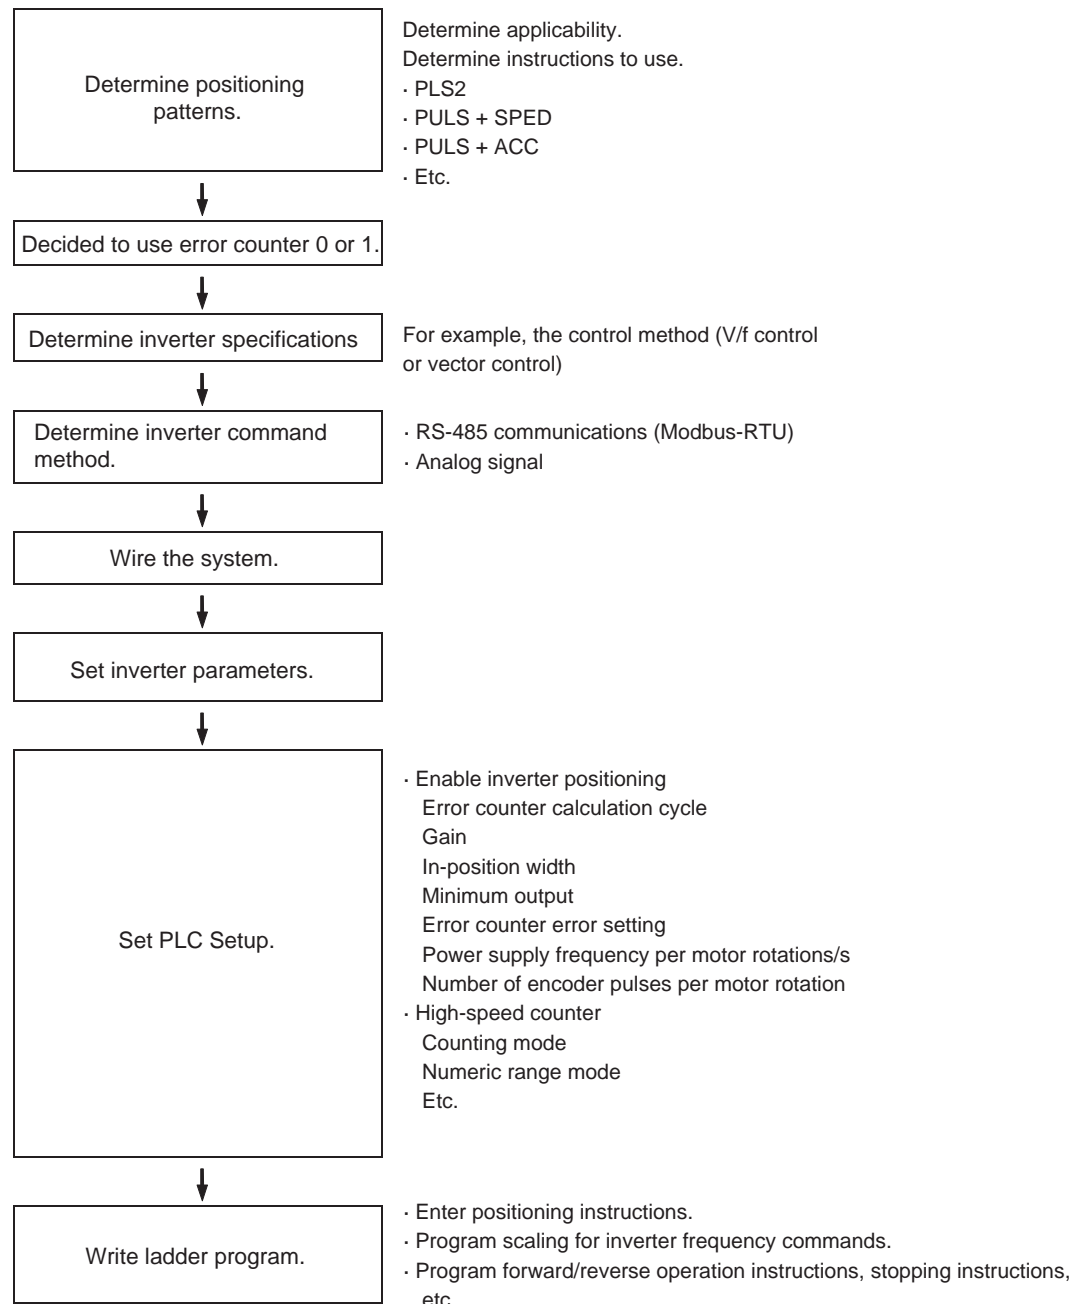 Determine positioning
patterns.
Determine applicability.
Determine instructions to use.
· PLS2
· PULS + SPED
· PULS + ACC
· Etc.
Decided to use error counter 0 or 1.
Determine inverter specifications
For example, the control method (V/f control
or vector control)
Determine inverter command
method.
· RS-485 communications (Modbus-RTU)
· Analog signal
Wire the system.
Set inverter parameters.
Set PLC Setup.
· Enable inverter positioning
Error counter calculation cycle
Gain
In-position width
Minimum output
Error counter error setting
Power supply frequency per motor rotations/s
Number of encoder pulses per motor rotation
· High-speed counter
Counting mode
Numeric range mode
Etc.
Write ladder program.
· Enter positioning instructions.
· Program scaling for inverter frequency commands.
· Program forward/reverse operation instructions, stopping instructions,
etc